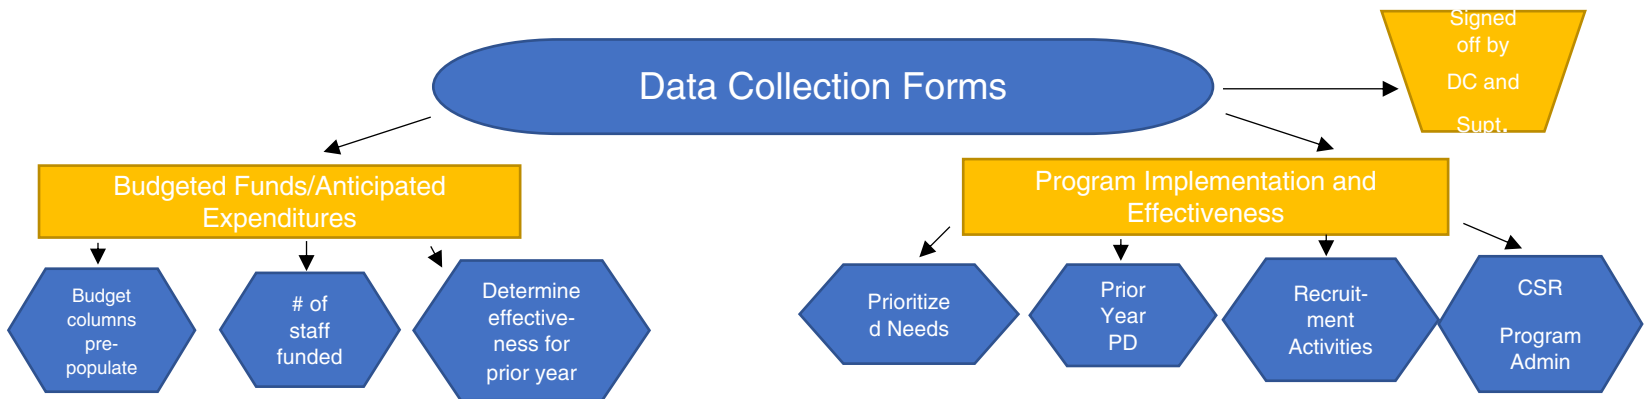 Data Collection Forms
Signed
off by
DC and
Supt.
Budgeted Funds/Anticipated
Expenditures
Program Implementation and
Effectiveness
Budget
columns
pre-
populate
# of
staff
funded
Determine
effective-
ness for
prior year
Prioritize
d Needs
Prior
Year
PD
Recruit-
ment
Activities
CSR
Program
Admin